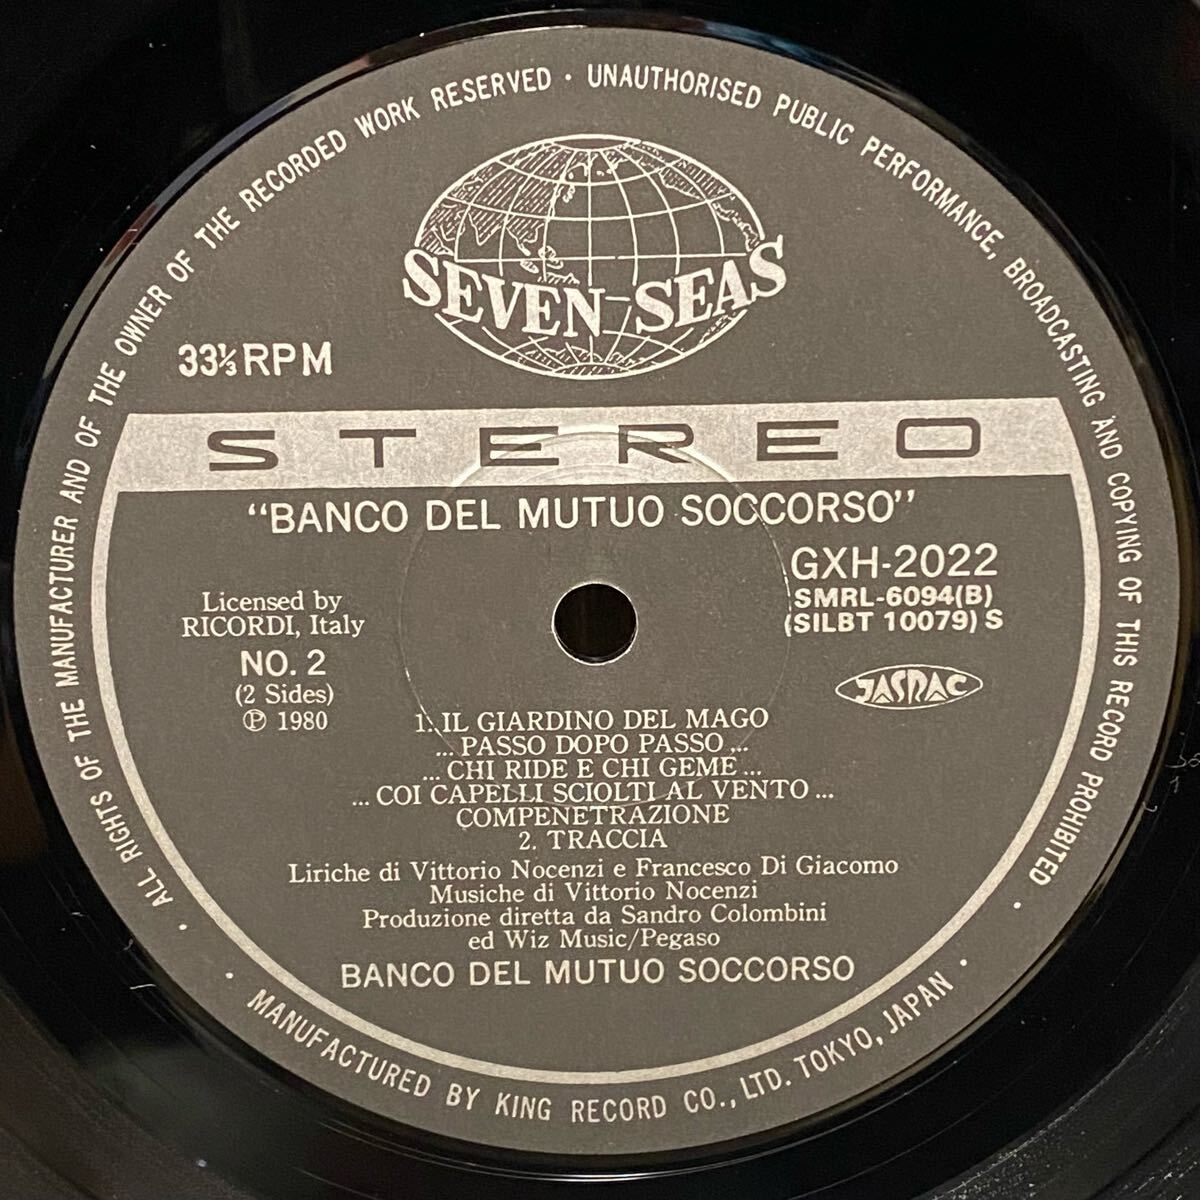 ALL RIGHTS OF THE MANUFACTURER AND OF THE OWNER OF THE RECORDED WORK RESERVED · UNAUTHORISED PUBLIC PERFORMANCE, BROADCASTING AND COPYING OF THIS RECORD PROHIBITED
SEVEN SEAS
33⅓RPM
STEREO
"BANCO DEL MUTUO SOCCORSO"
GXH-2022
SMRL-6094(B)
(SILBT 10079) S
Licensed by
RICORDI, Italy
NO. 2
(2 Sides)
Ⓟ 1980
JASRAC
1. IL GIARDINO DEL MAGO
...PASSO DOPO PASSO...
...CHI RIDE E CHI GEME...
...COI CAPELLI SCIOLTI AL VENTO...
COMPENETRAZIONE
2. TRACCIA
Liriche di Vittorio Nocenzi e Francesco Di Giacomo
Musiche di Vittorio Nocenzi
Produzione diretta da Sandro Colombini
ed Wiz Music/Pegaso
BANCO DEL MUTUO SOCCORSO
· MANUFACTURED BY KING RECORD CO., LTD. TOKYO, JAPAN ·